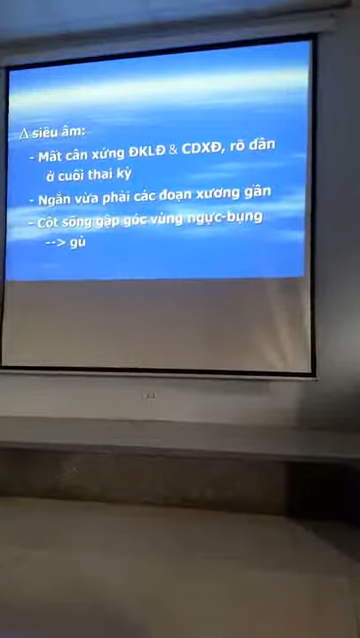 Δ siêu âm:
- Mất cân xứng ĐKLĐ & CDXĐ, rõ dần
ở cuối thai kỳ
- Ngắn vừa phải các đoạn xương gần
- Cột sống gập góc vùng ngực-bụng
--> gù